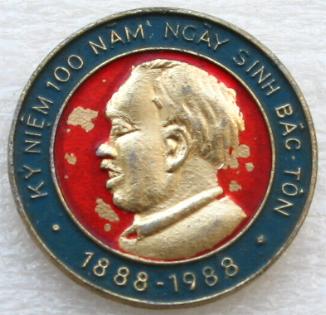 KỶ NIỆM 100 NĂM NGÀY SINH BÁC·TÔN
1888-1988